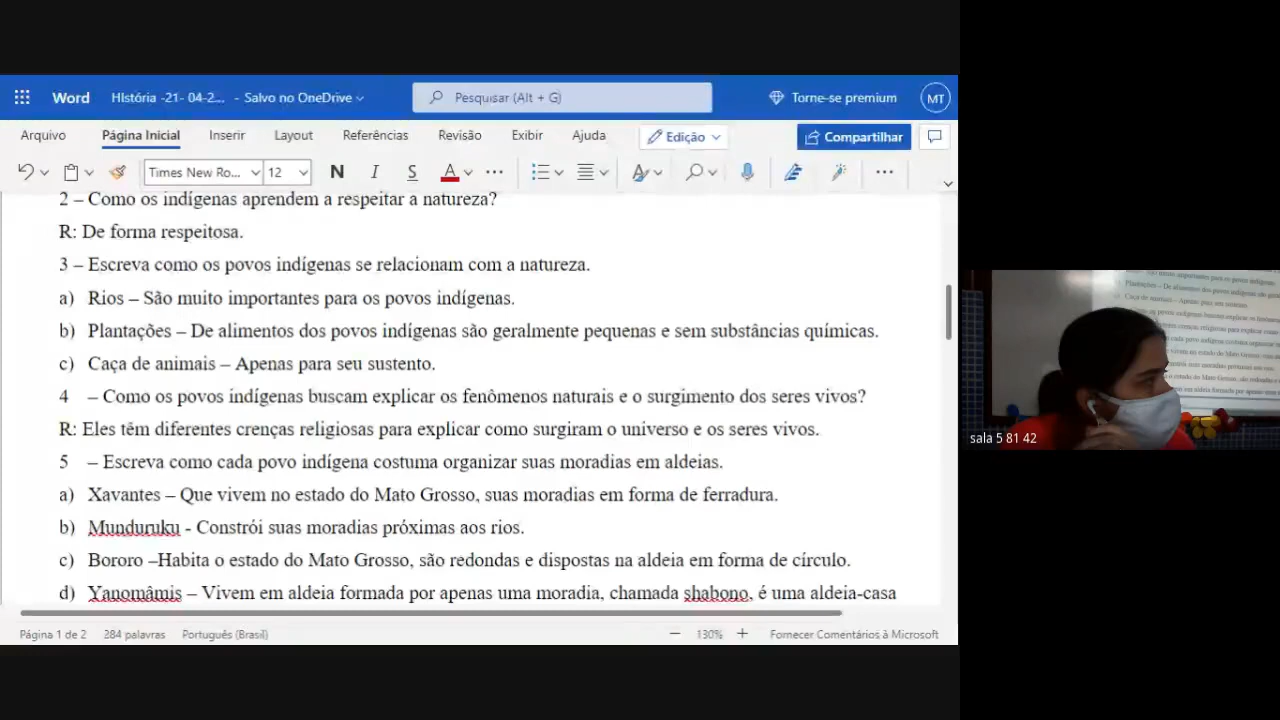 Word
HIstória -21- 04-2... - Salvo no OneDrive
Pesquisar (Alt + G)
Torne-se premium
MT
Arquivo
Página Inicial
Inserir
Layout
Referências
Revisão
Exibir
Ajuda
Edição
Compartilhar
Times New Ro...
12
N
I
S
A
2 – Como os indígenas aprendem a respeitar a natureza?
R: De forma respeitosa.
3 – Escreva como os povos indígenas se relacionam com a natureza.
a) Rios – São muito importantes para os povos indígenas.
b) Plantações – De alimentos dos povos indígenas são geralmente pequenas e sem substâncias químicas.
c) Caça de animais – Apenas para seu sustento.
4 – Como os povos indígenas buscam explicar os fenômenos naturais e o surgimento dos seres vivos?
R: Eles têm diferentes crenças religiosas para explicar como surgiram o universo e os seres vivos.
5 – Escreva como cada povo indígena costuma organizar suas moradias em aldeias.
a) Xavantes – Que vivem no estado do Mato Grosso, suas moradias em forma de ferradura.
b) Munduruku - Constrói suas moradias próximas aos rios.
c) Bororo –Habita o estado do Mato Grosso, são redondas e dispostas na aldeia em forma de círculo.
d) Yanomâmis – Vivem em aldeia formada por apenas uma moradia, chamada shabono, é uma aldeia-casa
Página 1 de 2
284 palavras
Português (Brasil)
130%
Fornecer Comentários à Microsoft
sala 5 81 42